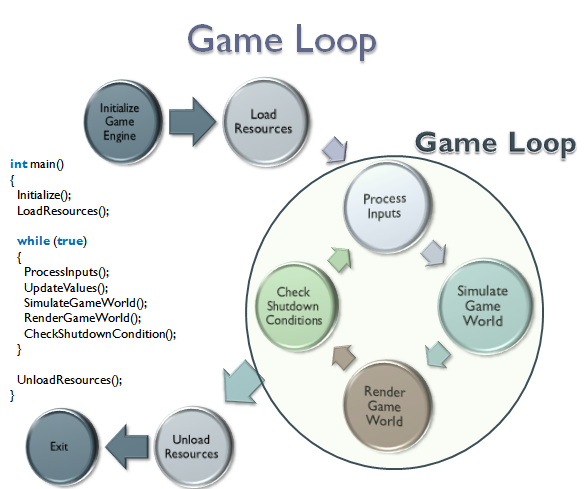 Game Loop
Initialize
Game
Engine
Load
Resources
Game Loop
int main()
{
Initialize();
LoadResources();
while (true)
{
ProcessInputs();
UpdateValues();
SimulateGameWorld();
RenderGameWorld();
CheckShutdownCondition();
}
UnloadResources();
}
Process
Inputs
Simulate
Game
World
Render
Game
World
Check
Shutdown
Conditions
Unload
Resources
Exit